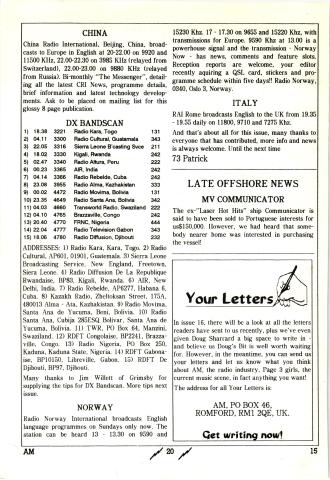 CHINA
China Radio International, Beijing, China, broad-
casts to Europe in English at 20-22.00 on 9920 and
11500 KHz, 22.00-22.30 on 3985 KHz (relayed from
Switzerland), 22.00-23.00 on 9880 KHz (relayed
from Russia). Bi-monthly "The Messenger", detail-
ing all the latest CRI News, programme details,
brief information and latest technology develop-
ments. Ask to be placed on mailing list for this
glossy 8 page publication.
DX BANDSCAN
1) 18.38 3221 Radio Kara, Togo 131
2) 04.11 3300 Radio Cultural, Guatemala 343
3) 22.05 3316 Sierra Leone B'casting Svce 211
4) 18.02 3330 Kigali, Rwanda 242
5) 02.47 3340 Radio Altura, Peru 222
6) 00.23 3365 AIR, India 242
7) 04.14 3366 Radio Rebelde, Cuba 242
8) 23.08 3955 Radio Alma, Kazakhstan 333
9) 00.02 4472 Radio Movima, Bolivia 131
10) 23.35 4649 Radio Santa Ana, Bolivia 342
11) 04.03 4660 Transworld Radio, Swaziland 222
12) 04.10 4765 Brazzaville, Congo 242
13) 20.40 4770 FRNC, Nigeria 444
14) 22.04 4777 Radio Television Gabon 343
15) 18.06 4780 Radio Diffusion, Djibouti 232
ADDRESSES: 1) Radio Kara, Kara, Togo. 2) Radio
Cultural, AP601, 01901, Guatemala. 3) Sierra Leone
Broadcasting Service, New England, Freetown,
Siera Leone. 4) Radio Diffusion De La Republique
Rwandaise, BP83, Kigali, Rwanda. 6) AIR, New
Delhi, India. 7) Radio Rebelde, AP6277, Habana 6,
Cuba. 8) Kazakh Radio, Zheltoksan Street, 175A,
480013 Alma - Ata, Kazakhstan. 9) Radio Movima,
Santa Ana de Yacuma, Beni, Bolivia. 10) Radio
Santa Ana, Bolivar, Santa Ana de
Yacuma, Bolivia. 11) TWR, PO Box 64, Manzini,
Swaziland. 12) RDFT Congolaise, BP2241, Brazza-
ville, Congo. 13) Radio Nigeria, PO Box 250,
Kaduna, Kaduna State, Nigeria. 14) RDFT Gabona-
ise, BP10150, Libreville, Gabon. 15) RDFT De
Djibouti, BP97, Djibouti.
Many thanks to Jim Willett of Grimsby for
supplying the tips for DX Bandscan. More tips next
issue.
NORWAY
Radio Norway International broadcasts English
language programmes on Sundays only now. The
station can be heard 13 - 13.30 on 9590 and
15230 Khz. 17 - 17.30 on 9655 and 15220 Khz, with
transmissions for Europe. 9590 Khz at 13.00 is a
powerhouse signal and the transmission - Norway
Now - has news, comments and feature slots.
Reception reports are welcome, your editor
recently aquiring a QSL card, stickers and pro-
gramme schedule within five days!! Radio Norway,
0340, Oslo 3, Norway.
ITALY
RAI Rome broadcasts English to the UK from 19.35
- 19.55 daily on 11800, 9710 and 7275 Khz.
And that's about all for this issue, many thanks to
everyone that has contributed, more info and news
is always welcome. Until the next time
73 Patrick
LATE OFFSHORE NEWS
MV COMMUNICATOR
The ex-"Laser Hot Hits" ship Communicator is
said to have been sold to Portuguese interests for
us$150,000. However, we had heard that some-
body nearer home was interested in purchasing
the vessel!
Your Letters
In issue 16, there will be a look at all the letters
readers have sent to us recently, plus we've even
given Doug Sharrard a big space to write in -
and believe us Doug's Bit is well worth waiting
for. However, in the meantime, you can send us
your letters and let us know what you think
about AM, the radio industry. Page 3 girls, the
current music scene, in fact anything you want!
The address for all Your Letters is:
AM, PO BOX 46,
ROMFORD, RM1 2QE, UK.
Get writing now!
AM 20 15